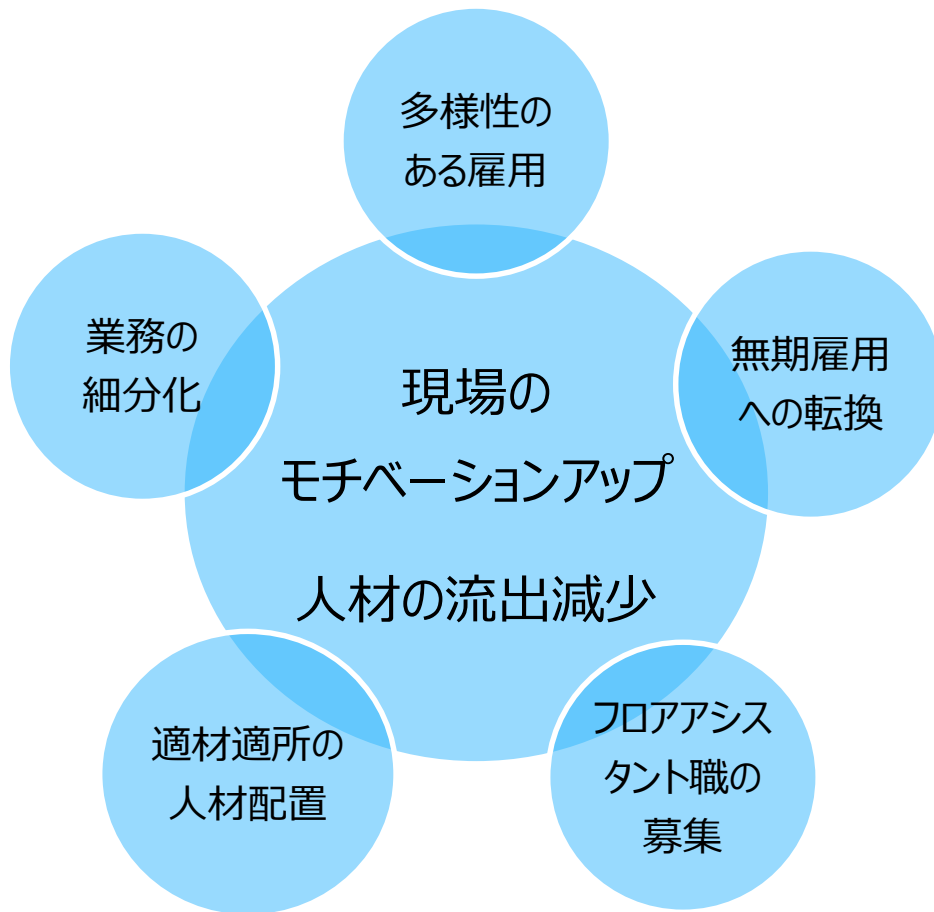 多様性の
ある雇用
業務の
細分化
無期雇用
への転換
現場の
モチベーションアップ
人材の流出減少
適材適所の
人材配置
フロアアシス
タント職の
募集